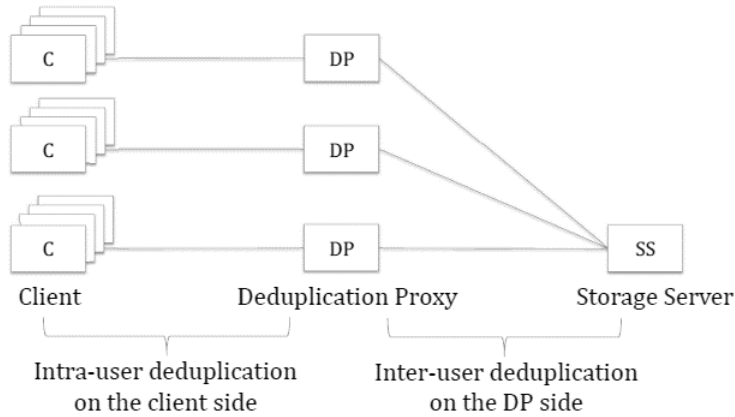 C
DP
C
DP
C
DP
SS
Client
Deduplication Proxy
Storage Server
Intra-user deduplication
on the client side
Inter-user deduplication
on the DP side